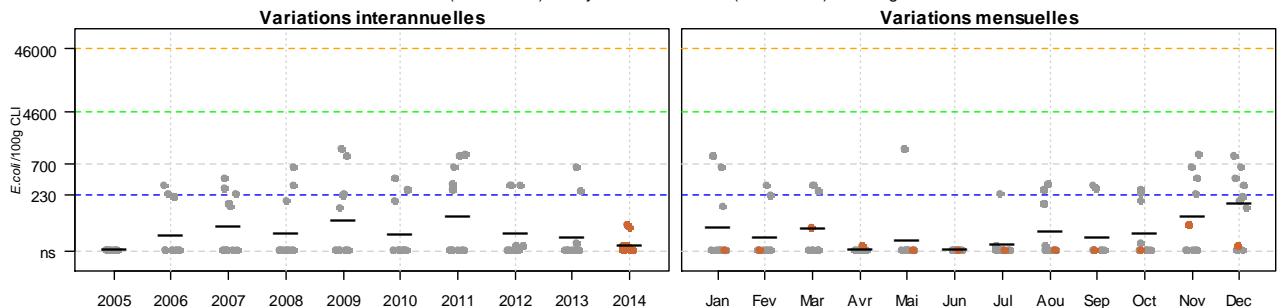 Variations interannuelles
Variations mensuelles
E.coli/100g CLI
46000
4600
700
230
ns
2005 2006 2007 2008 2009 2010 2011 2012 2013 2014
Jan Fev Mar Avr Mai Jun Jul Aou Sep Oct Nov Dec